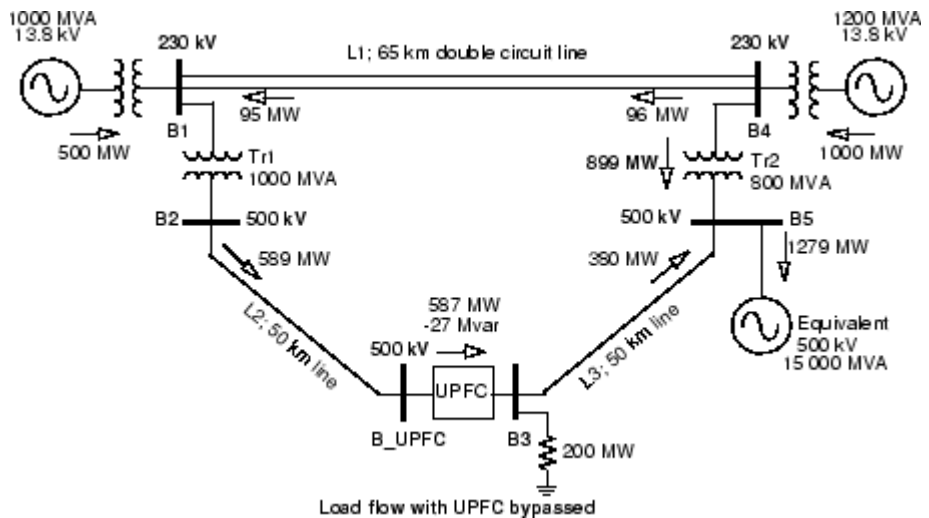 1000 MVA
13.8 kV
230 kV
L1; 65 km double circuit line
230 kV
1200 MVA
13.8 kV
95 MW
96 MW
B1
B4
500 MW
1000 MW
Tr1
1000 MVA
899 MW
Tr2
800 MVA
B2
500 kV
500 kV
B5
589 MW
380 MW
1279 MW
L2; 50 km line
587 MW
-27 Mvar
500 kV
L3; 50 km line
Equivalent
500 kV
15 000 MVA
UPFC
B_UPFC
B3
200 MW
Load flow with UPFC bypassed